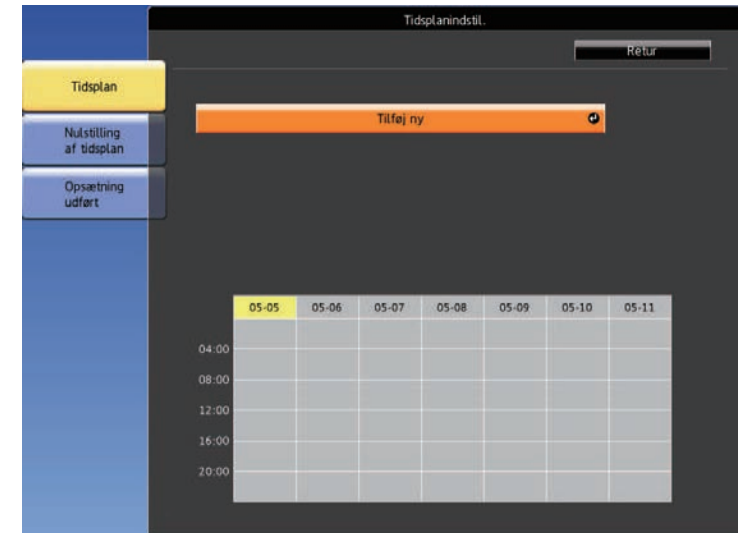 Tidsplanindstil.
Retur
Tidsplan
Tilføj ny
Nulstilling
af tidsplan
Opsætning
udført
05-05 05-06 05-07 05-08 05-09 05-10 05-11
04:00
08:00
12:00
16:00
20:00